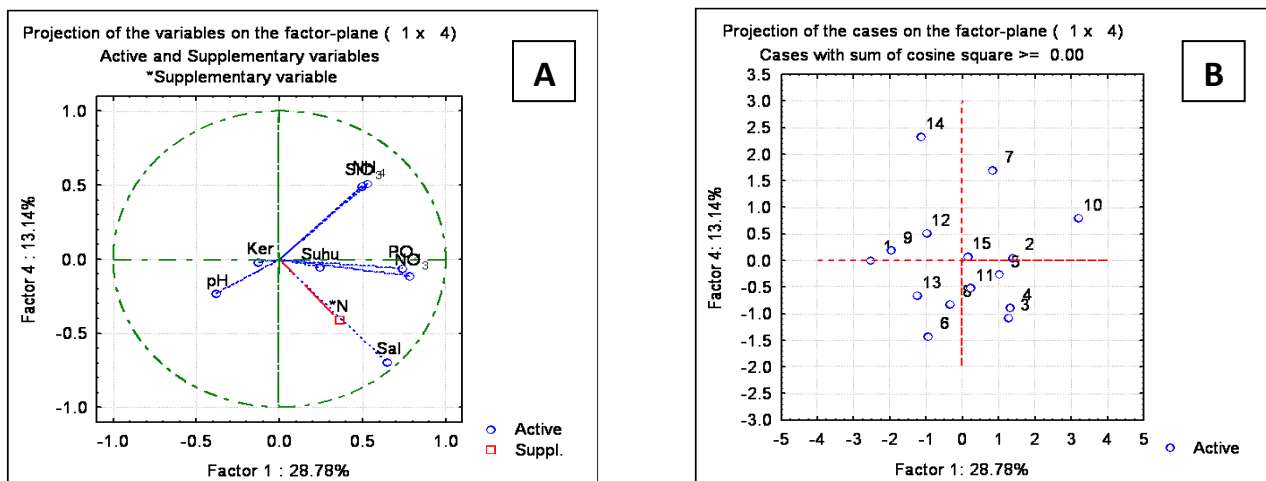 Projection of the variables on the factor-plane ( 1 x 4)
Active and Supplementary variables
*Supplementary variable
A
1.0
0.5
0.0
-0.5
-1.0
Factor 4 : 13.14%
Ker
Suhu
pH
*N
Sal
-1.0 -0.5 0.0 0.5 1.0
Factor 1 : 28.78%
Active
Suppl.
Projection of the cases on the factor-plane ( 1 x 4)
Cases with sum of cosine square >= 0.00
B
3.5
3.0
2.5
2.0
1.5
1.0
0.5
0.0
-0.5
-1.0
-1.5
-2.0
-2.5
-3.0
Factor 4: 13.14%
14
7
10
12
1 9
15 2
5
11
13
8
4
3
6
-5 -4 -3 -2 -1 0 1 2 3 4 5
Factor 1: 28.78%
Active